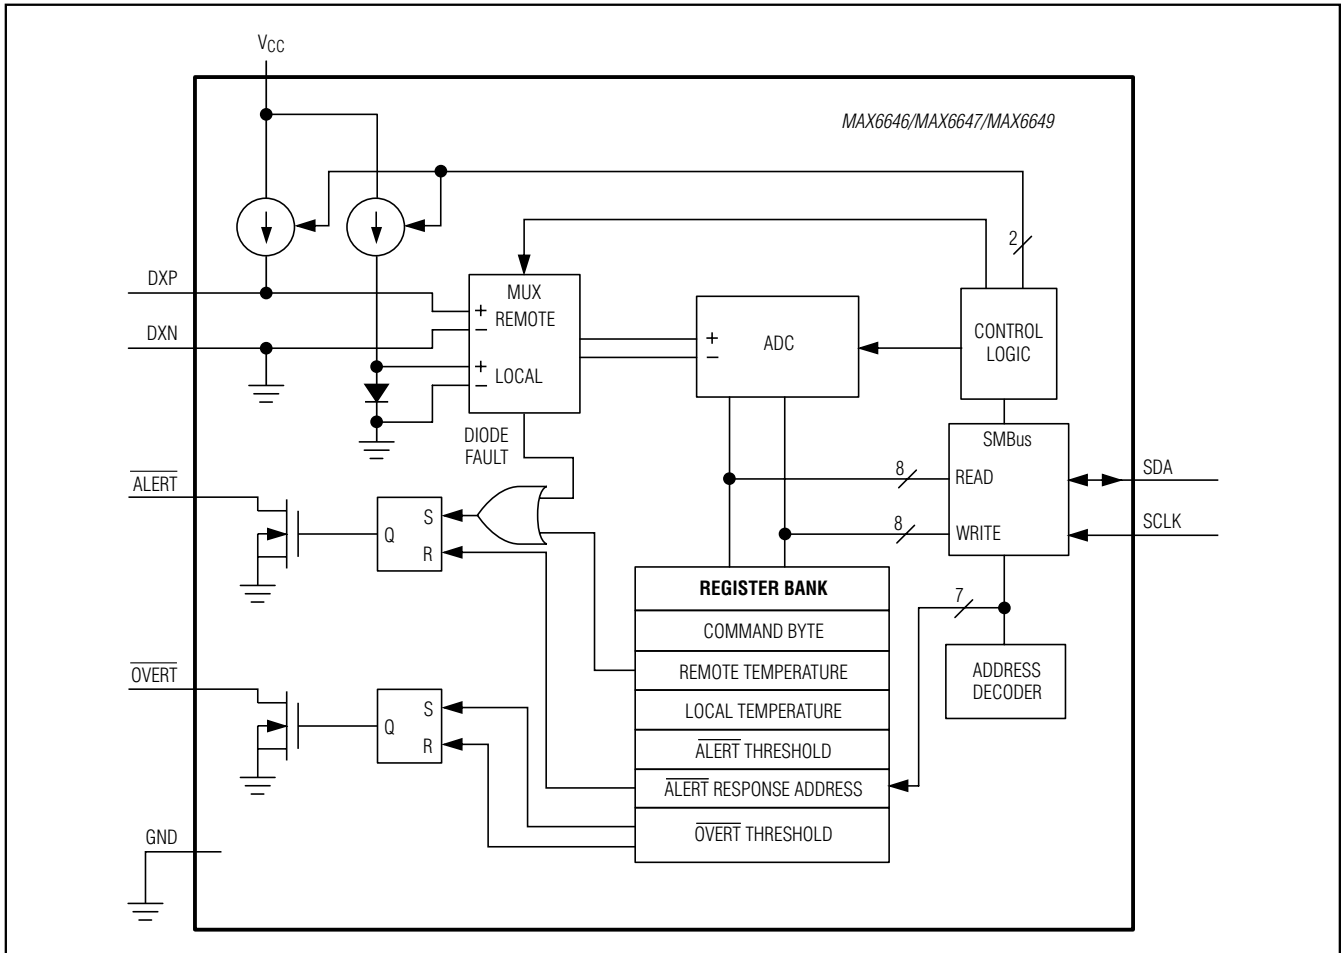 VCC
MAX6646/MAX6647/MAX6649
2
DXP
MUX
+
REMOTE
−
DXN
+
LOCAL
−
+
ADC
−
CONTROL
LOGIC
DIODE
FAULT
SMBus
8
READ
SDA
8
WRITE
SCLK
ALERT
S
Q
R
REGISTER BANK
COMMAND BYTE
REMOTE TEMPERATURE
LOCAL TEMPERATURE
ALERT THRESHOLD
ALERT RESPONSE ADDRESS
OVERT THRESHOLD
7
ADDRESS
DECODER
OVERT
S
Q
R
GND